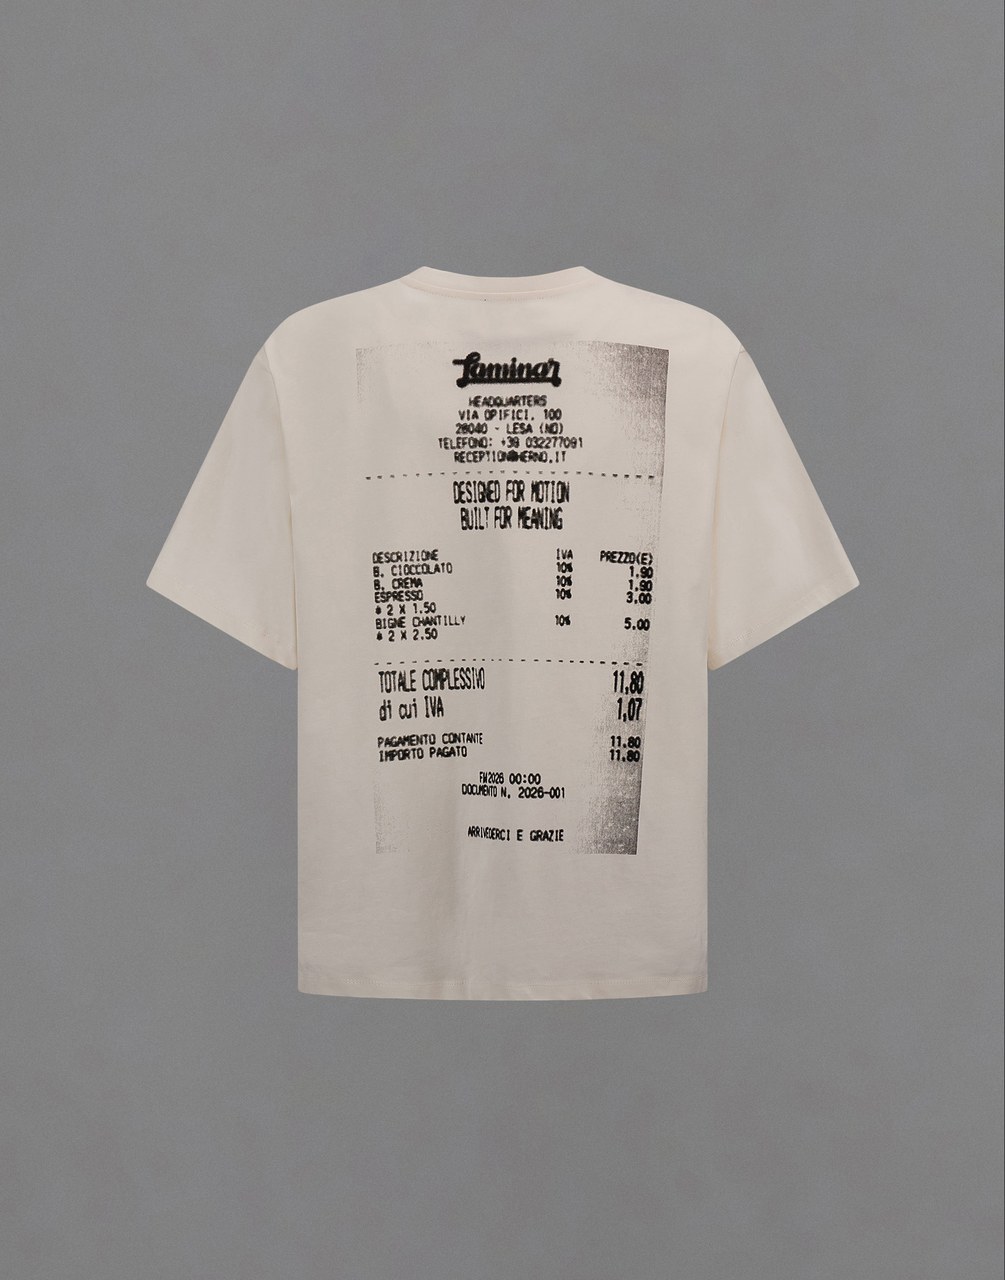 Laminar
HEADQUARTERS
VIA OPIFICI, 100
28040 - LESA (NO)
TELEFONO: +39 032277091
RECEPTION@HERNO.IT
DESIGNED FOR MOTION
BUILT FOR MEANING
DESCRIZIONE IVA PREZZO(E)
B. CIOCCOLATO 10% 1.90
B. CREMA 10% 1.90
ESPRESSO 10% 3.00
# 2 X 1.50
BIGNE CHANTILLY 10% 5.00
# 2 X 2.50
TOTALE COMPLESSIVO 11,80
di cui IVA 1,07
PAGAMENTO CONTANTE 11.80
IMPORTO PAGATO 11.80
FW2026 00:00
DOCUMENTO N. 2026-001
ARRIVEDERCI E GRAZIE